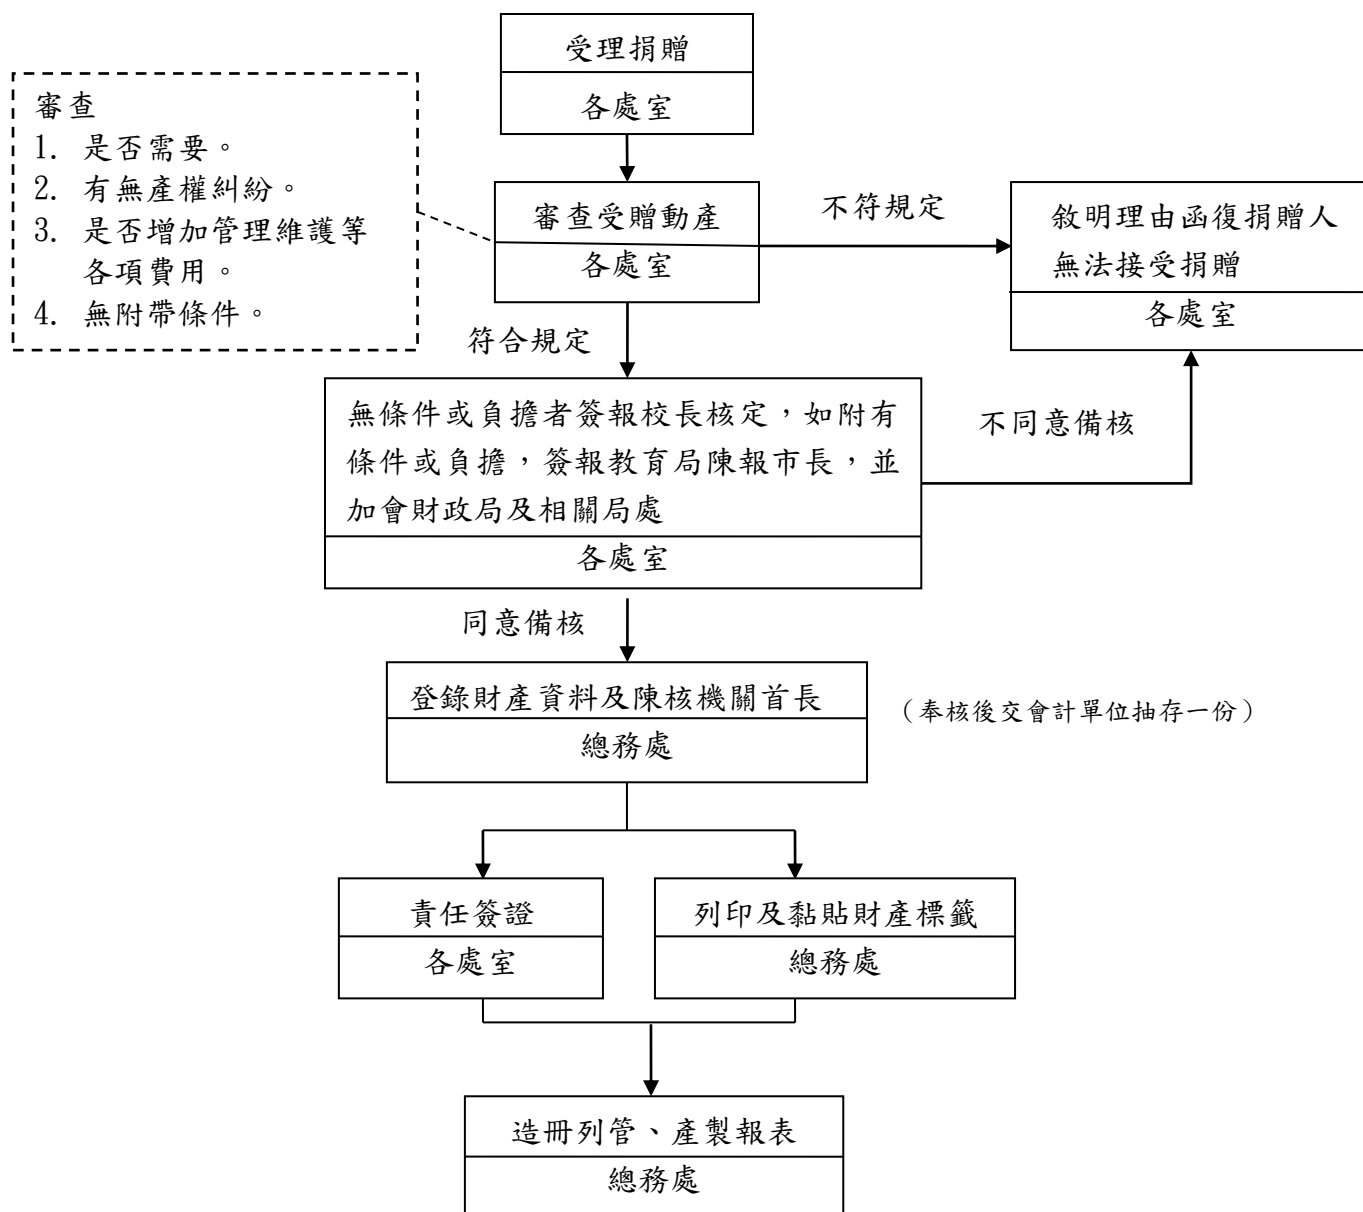 受理捐贈
各處室
審查
1. 是否需要。
2. 有無產權糾紛。
3. 是否增加管理維護等
各項費用。
4. 無附帶條件。
審查受贈動產
各處室
不符規定
敘明理由函復捐贈人
無法接受捐贈
各處室
符合規定
無條件或負擔者簽報校長核定，如附有
條件或負擔，簽報教育局陳報市長，並
加會財政局及相關局處
各處室
不同意備核
同意備核
登錄財產資料及陳核機關首長
總務處
（奉核後交會計單位抽存一份）
責任簽證
各處室
列印及黏貼財產標籤
總務處
造冊列管、產製報表
總務處